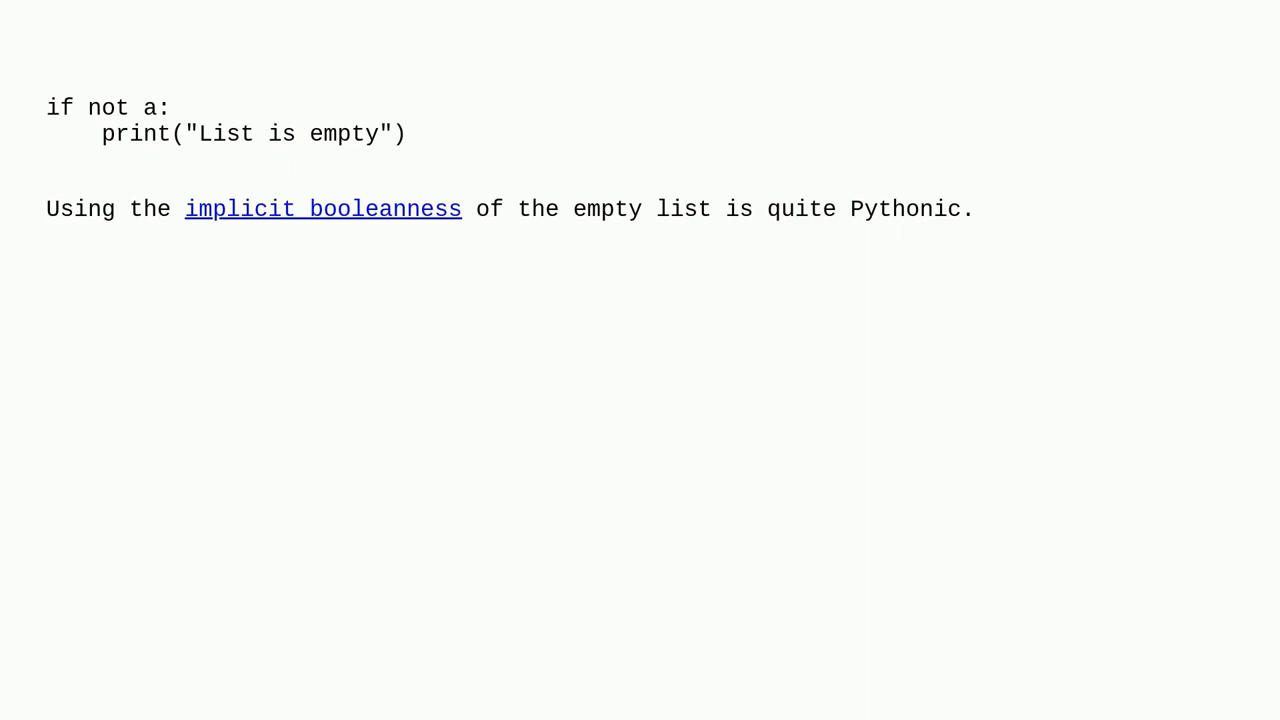 if not a:
    print("List is empty")
Using the implicit booleanness of the empty list is quite Pythonic.